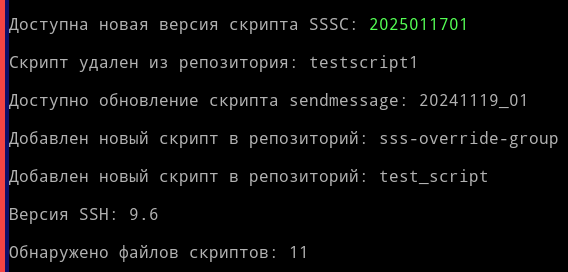 Доступна новая версия скрипта SSSC: 2025011701
Скрипт удален из репозитория: testscript1
Доступно обновление скрипта sendmessage: 20241119_01
Добавлен новый скрипт в репозиторий: sss-override-group
Добавлен новый скрипт в репозиторий: test_script
Версия SSH: 9.6
Обнаружено файлов скриптов: 11